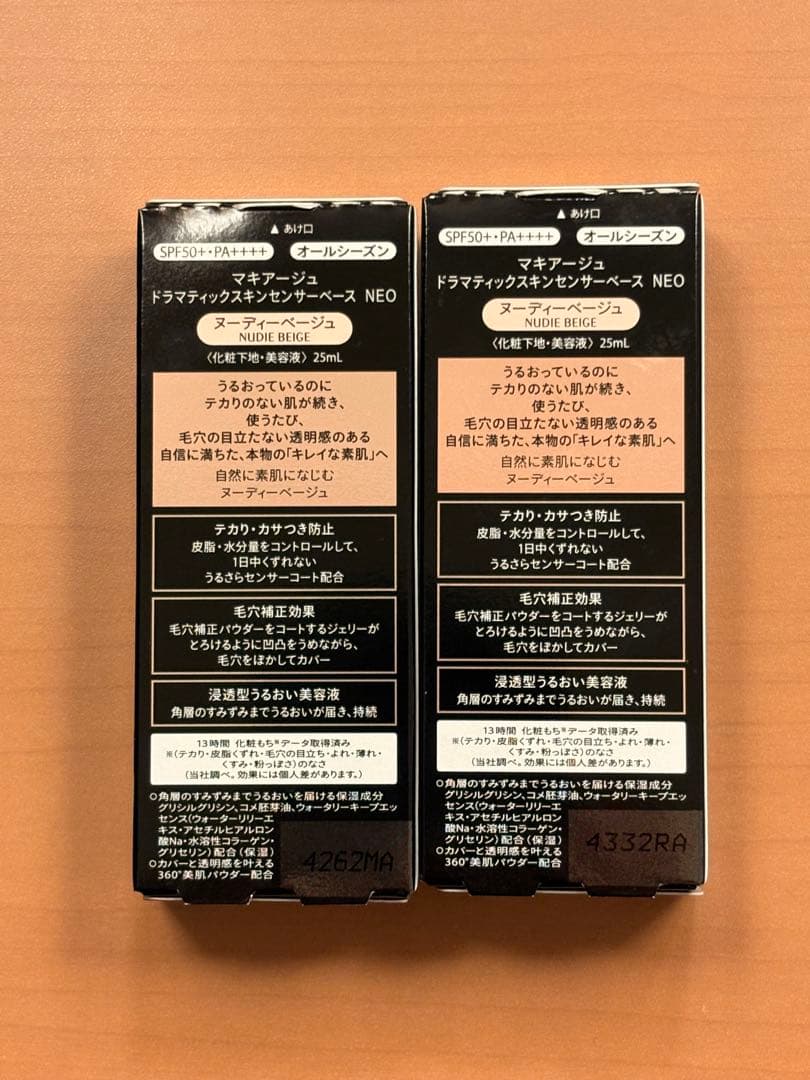 ▲ あけ口
SPF50+・PA++++ オールシーズン
マキアージュ
ドラマティックスキンセンサーベース NEO
ヌーディーベージュ
NUDIE BEIGE
〈化粧下地・美容液〉 25mL
うるおっているのに
テカりのない肌が続き、
使うたび、
毛穴の目立たない透明感のある
自信に満ちた、本物の「キレイな素肌」へ
自然に素肌になじむ
ヌーディーベージュ
テカり・カサつき防止
皮脂・水分量をコントロールして、
1日中くずれない
うるさらセンサーコート配合
毛穴補正効果
毛穴補正パウダーをコートするジェリーが
とろけるように凹凸をうめながら、
毛穴をぼかしてカバー
浸透型うるおい美容液
角層のすみずみまでうるおいが届き、持続
13時間 化粧もち※データ取得済み
※(テカり・皮脂くずれ・毛穴の目立ち・よれ・薄れ・
くすみ・粉っぽさ)のなさ
(当社調べ。効果には個人差があります。)
○角層のすみずみまでうるおいを届ける保湿成分
グリシルグリシン、コメ胚芽油、ウォータリーキープエッ
センス(ウォーターリリーエ
キス・アセチルヒアルロン
酸Na・水溶性コラーゲン・
グリセリン)配合(保湿)
○カバーと透明感を叶える
360°美肌パウダー配合
4262MA
▲ あけ口
SPF50+・PA++++ オールシーズン
マキアージュ
ドラマティックスキンセンサーベース NEO
ヌーディーベージュ
NUDIE BEIGE
〈化粧下地・美容液〉 25mL
うるおっているのに
テカりのない肌が続き、
使うたび、
毛穴の目立たない透明感のある
自信に満ちた、本物の「キレイな素肌」へ
自然に素肌になじむ
ヌーディーベージュ
テカり・カサつき防止
皮脂・水分量をコントロールして、
1日中くずれない
うるさらセンサーコート配合
毛穴補正効果
毛穴補正パウダーをコートするジェリーが
とろけるように凹凸をうめながら、
毛穴をぼかしてカバー
浸透型うるおい美容液
角層のすみずみまでうるおいが届き、持続
13時間 化粧もち※データ取得済み
※(テカり・皮脂くずれ・毛穴の目立ち・よれ・薄れ・
くすみ・粉っぽさ)のなさ
(当社調べ。効果には個人差があります。)
○角層のすみずみまでうるおいを届ける保湿成分
グリシルグリシン、コメ胚芽油、ウォータリーキープエッ
センス(ウォーターリリーエ
キス・アセチルヒアルロン
酸Na・水溶性コラーゲン・
グリセリン)配合(保湿)
○カバーと透明感を叶える
360°美肌パウダー配合
4332RA